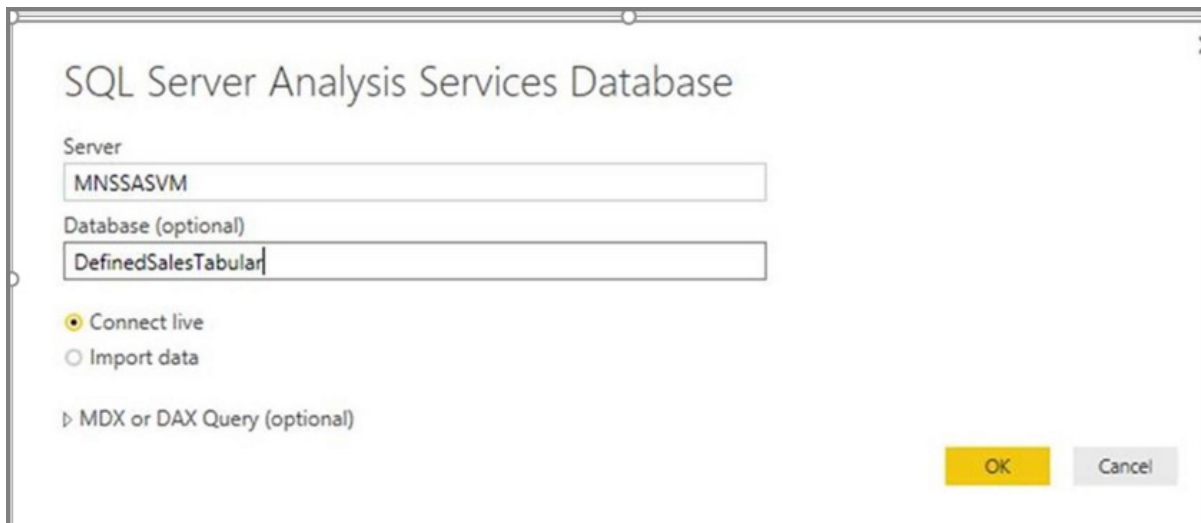 SQL Server Analysis Services Database
Server
MNSSASVM
Database (optional)
DefinedSalesTabular
Connect live
Import data
MDX or DAX Query (optional)
OK Cancel